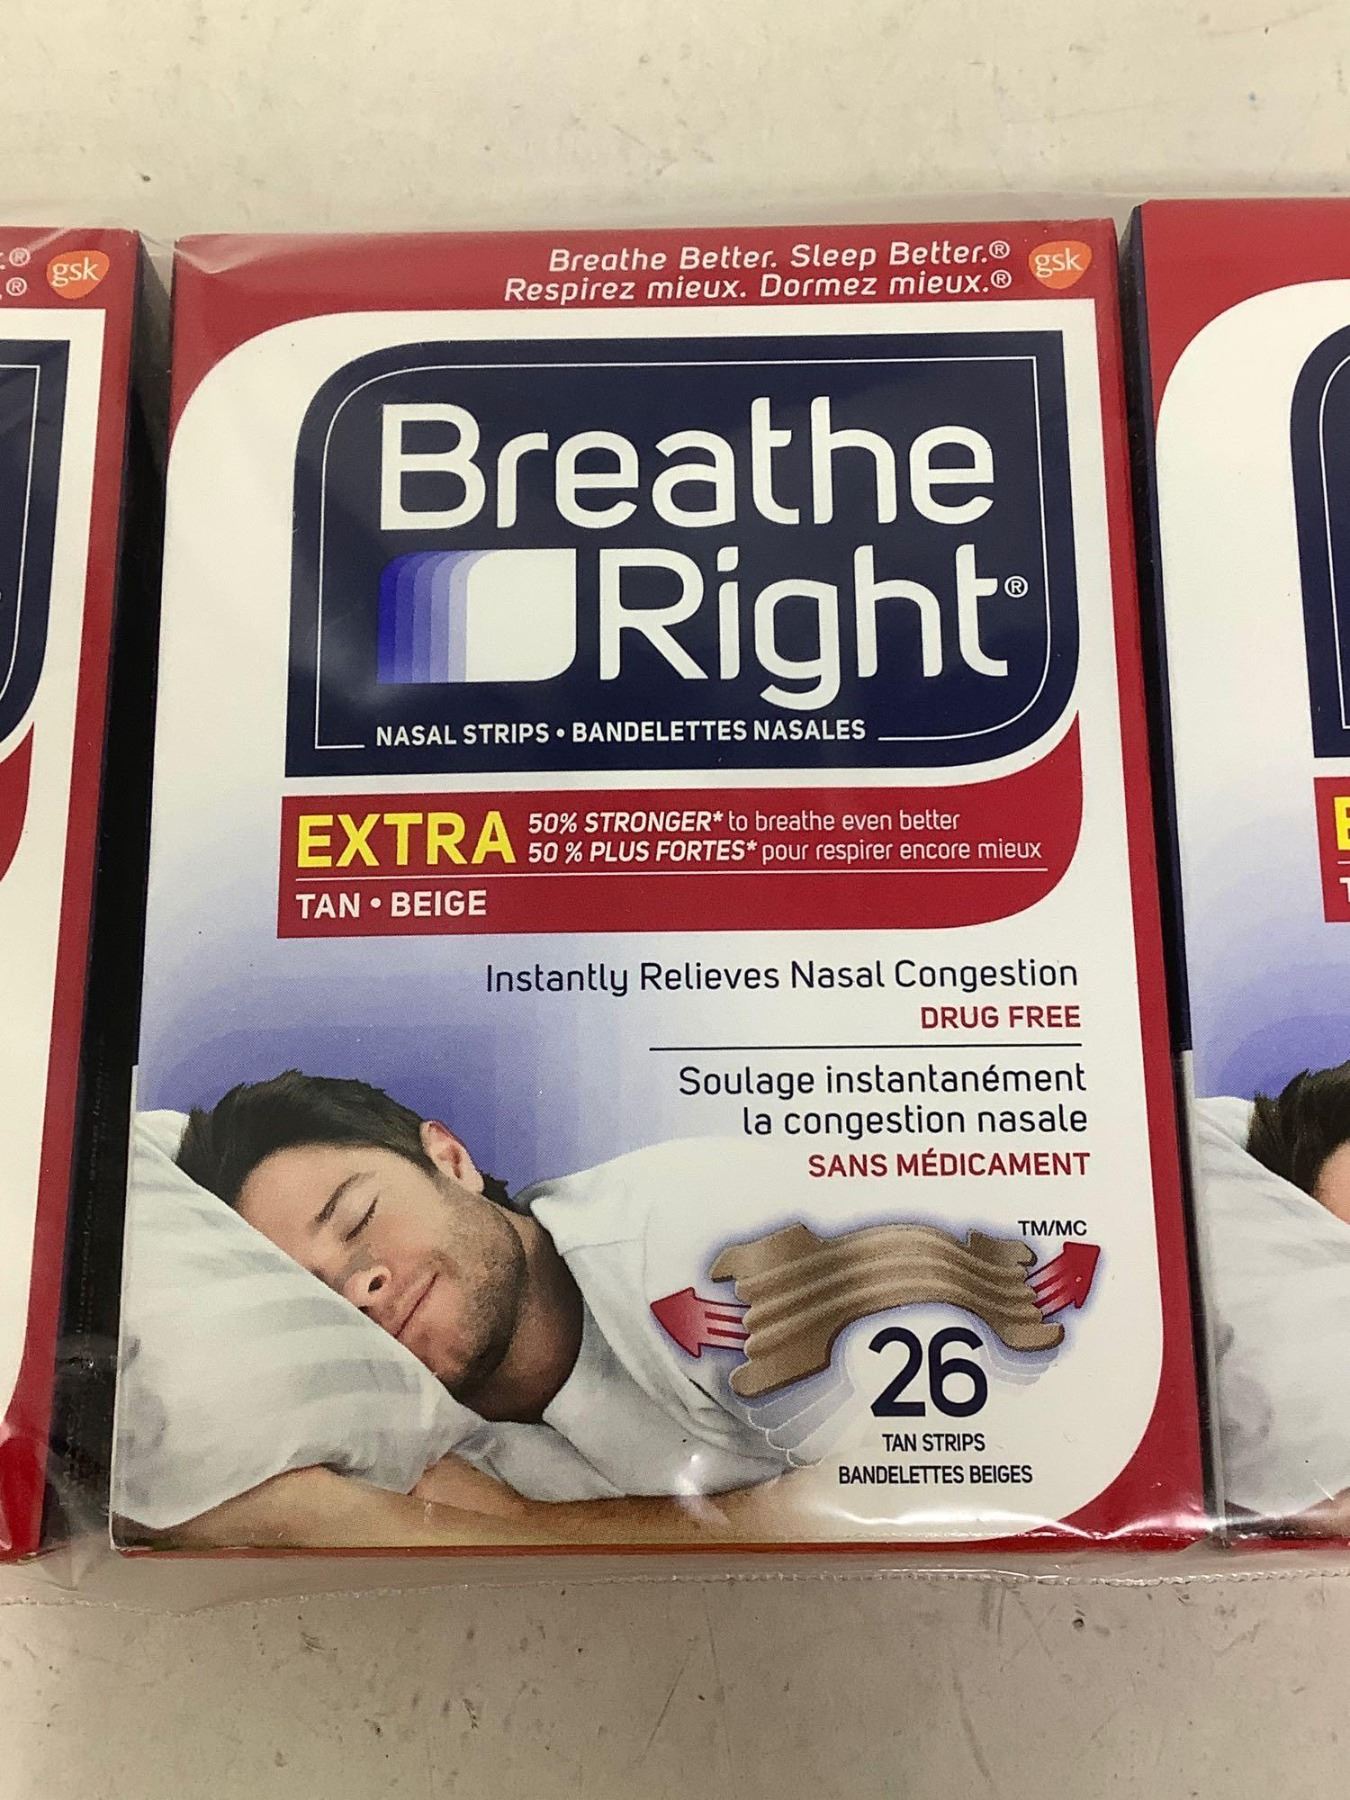 Breathe Better. Sleep Better.®
gsk
Respirez mieux. Dormez mieux.®
Breathe
Right®
NASAL STRIPS • BANDELETTES NASALES
EXTRA
50% STRONGER* to breathe even better
50 % PLUS FORTES* pour respirer encore mieux
TAN • BEIGE
Instantly Relieves Nasal Congestion
DRUG FREE
Soulage instantanément
la congestion nasale
SANS MÉDICAMENT
TM/MC
26
TAN STRIPS
BANDELETTES BEIGES
®
®
gsk